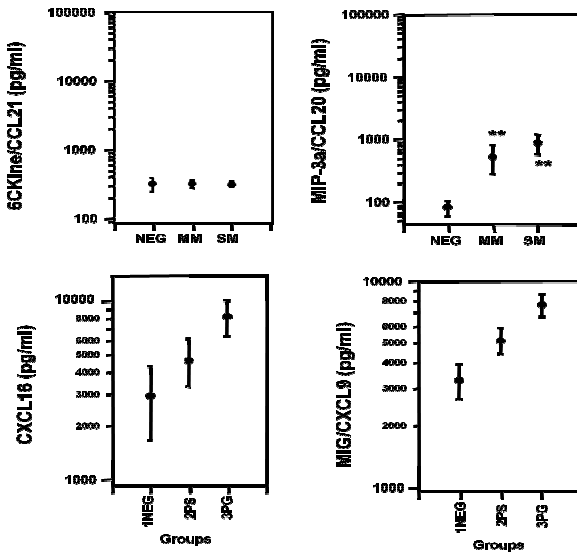 6CKine/CCL21 (pg/ml)
100000
10000
1000
100
NEG MM SM
MIP-3a/CCL20 (pg/ml)
100000
10000
1000
100
**
**
NEG MM SM
CXCL16 (pg/ml)
10000
8000
6000
5000
4000
3000
2000
1000
1NEG
2PS
3PG
Groups
MIG/CXCL9 (pg/ml)
10000
8000
6000
5000
4000
3000
2000
1000
1NEG
2PS
3PG
Groups